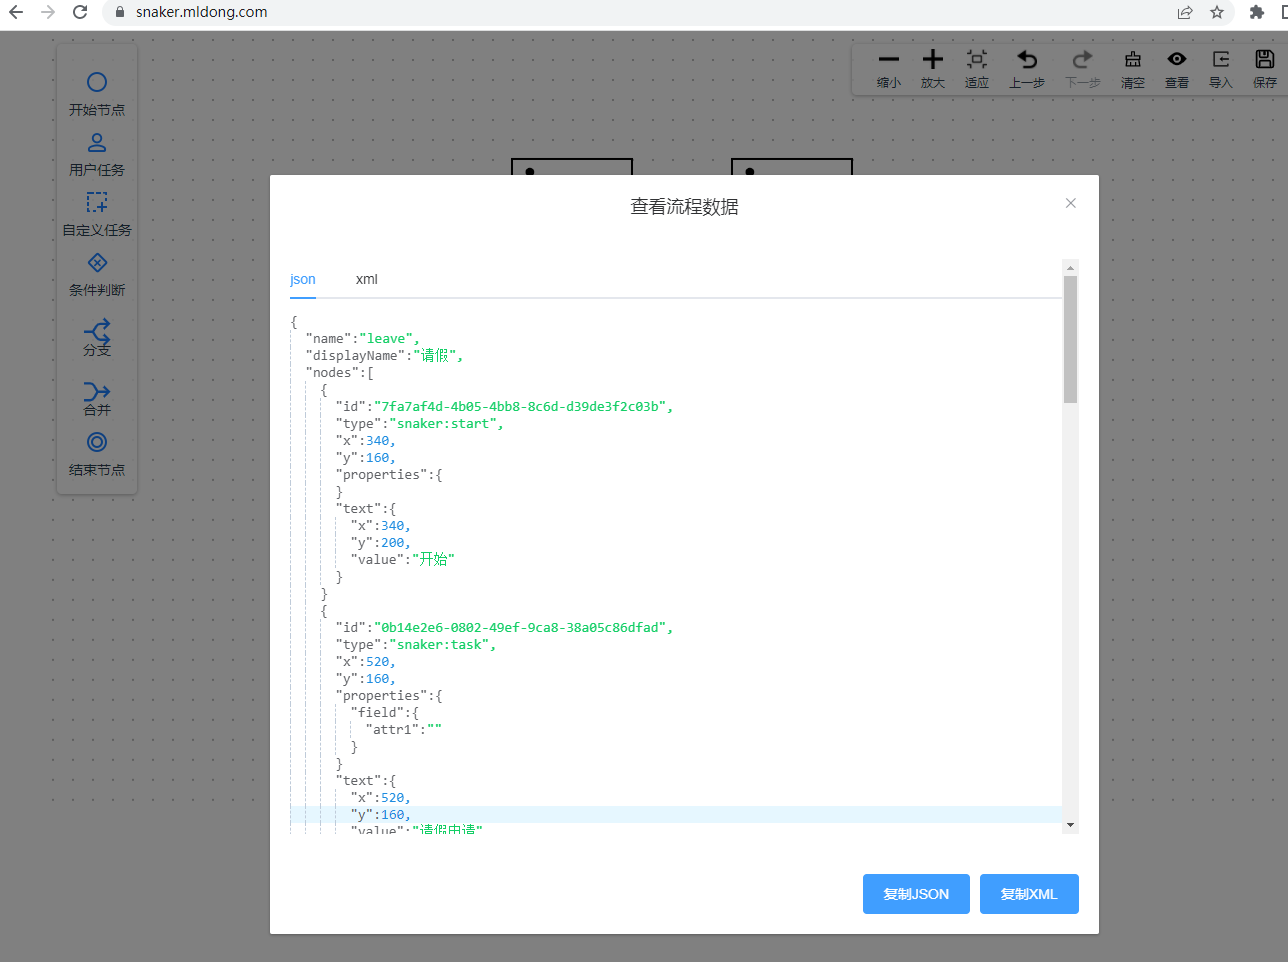 snaker.mldong.com
缩小 放大 适应 上一步 下一步 清空 查看 导入 保存
开始节点
用户任务
自定义任务
条件判断
分支
合并
结束节点
查看流程数据
json xml
{
"name":"leave",
"displayName":"请假",
"nodes":[
{
"id":"7fa7af4d-4b05-4bb8-8c6d-d39de3f2c03b",
"type":"snaker:start",
"x":340,
"y":160,
"properties":{
}
"text":{
"x":340,
"y":200,
"value":"开始"
}
}
{
"id":"0b14e2e6-0802-49ef-9ca8-38a05c86dfad",
"type":"snaker:task",
"x":520,
"y":160,
"properties":{
"field":{
"attr1":""
}
}
"text":{
"x":520,
"y":160,
"value":"请假申请"
复制JSON 复制XML